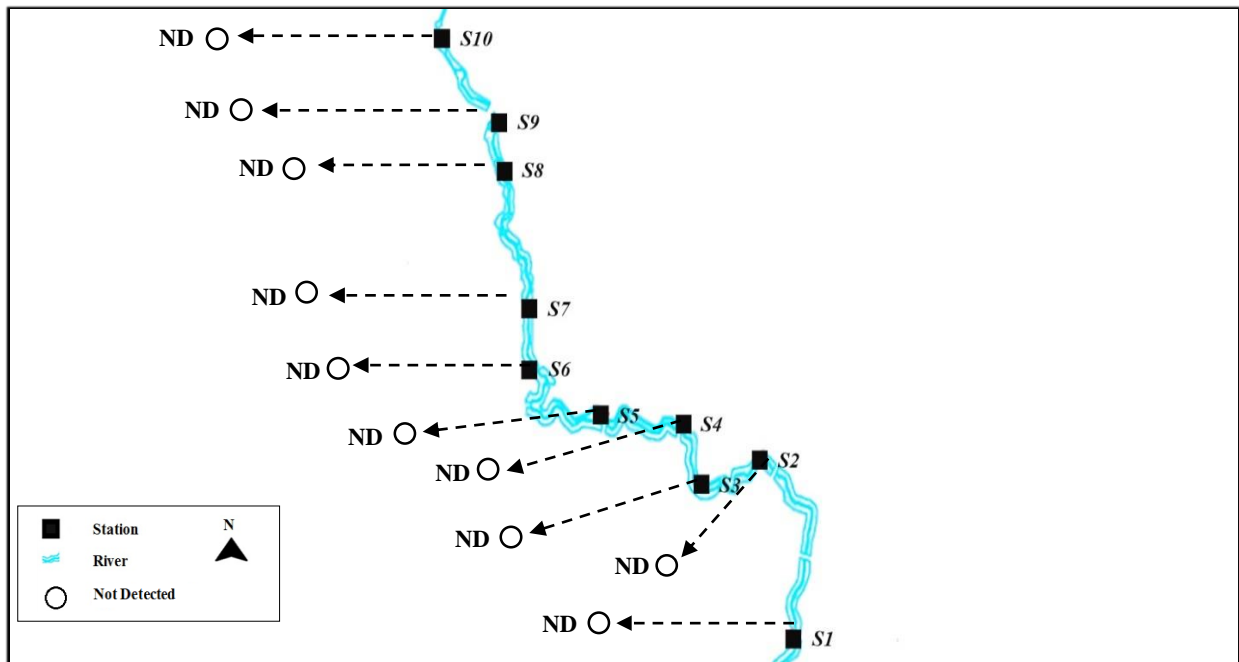 ND S10
ND S9
ND S8
ND S7
ND S6
ND S5
ND S4
S2
ND S3
ND
ND S1
Station N
River
Not Detected